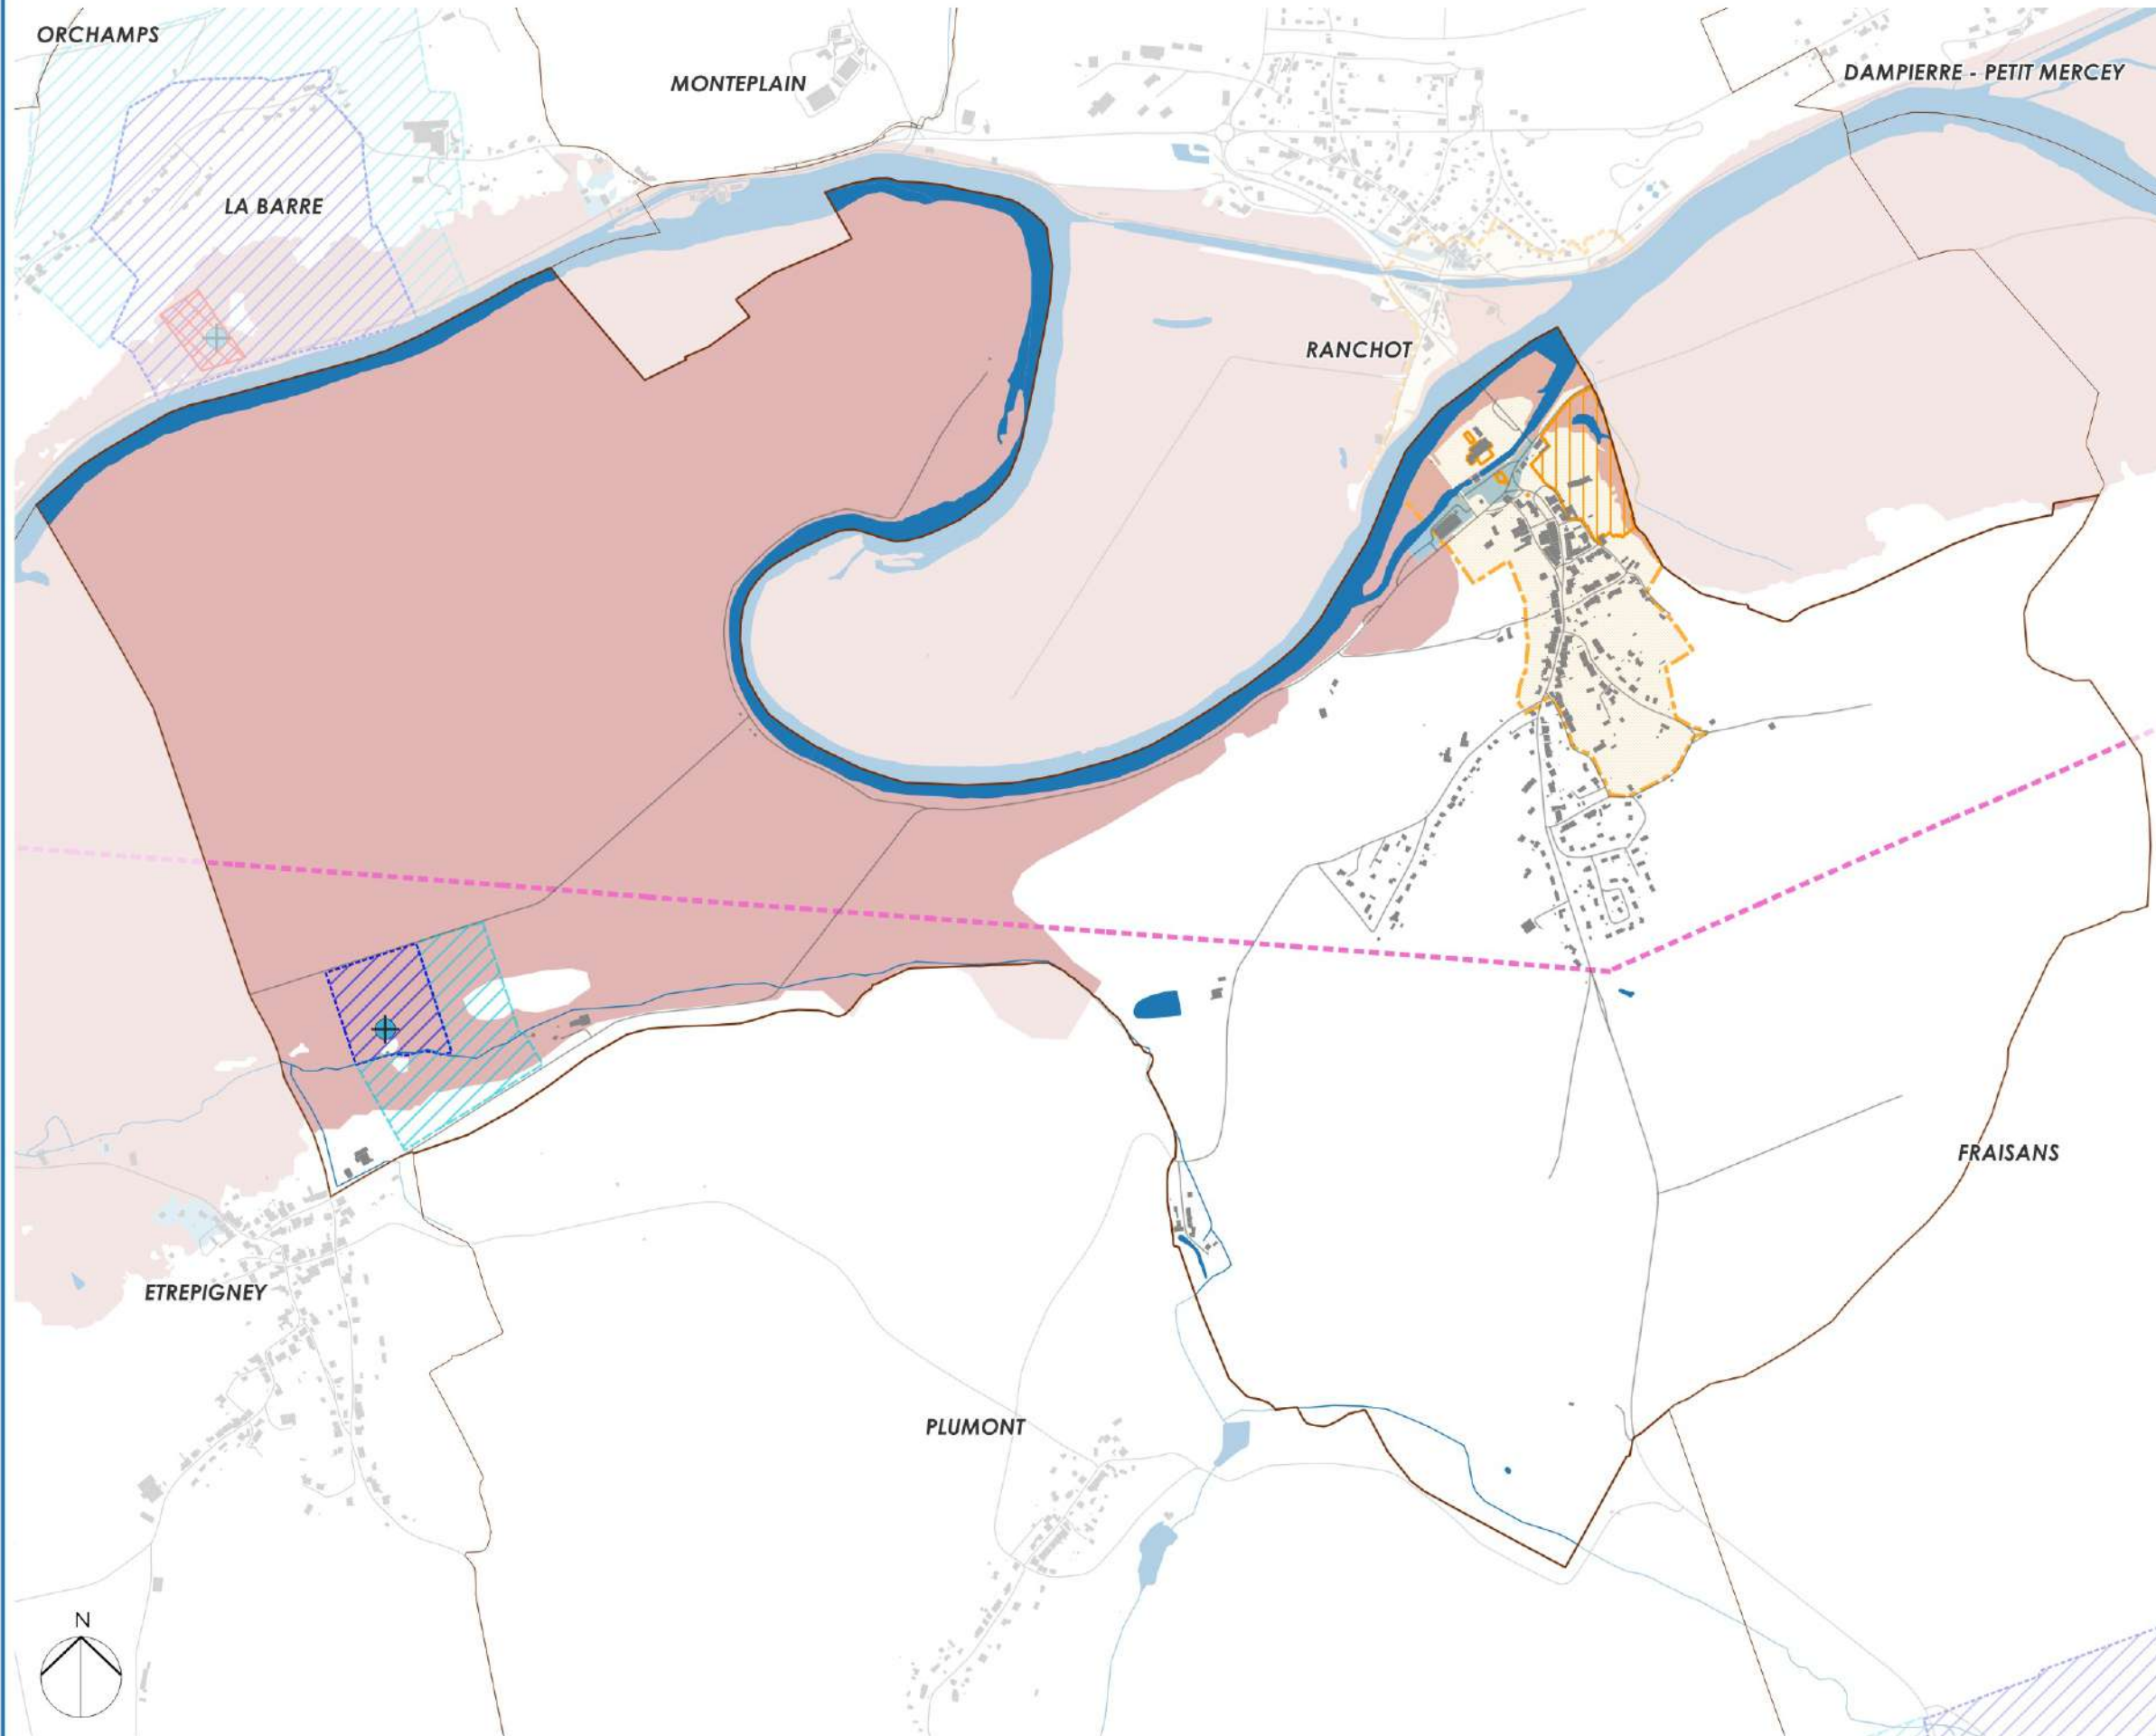 ORCHAMPS
MONTEPLAIN
DAMPIERRE - PETIT MERCEY
LA BARRE
RANCHOT
FRAISANS
ETREPIGNEY
PLUMONT
N